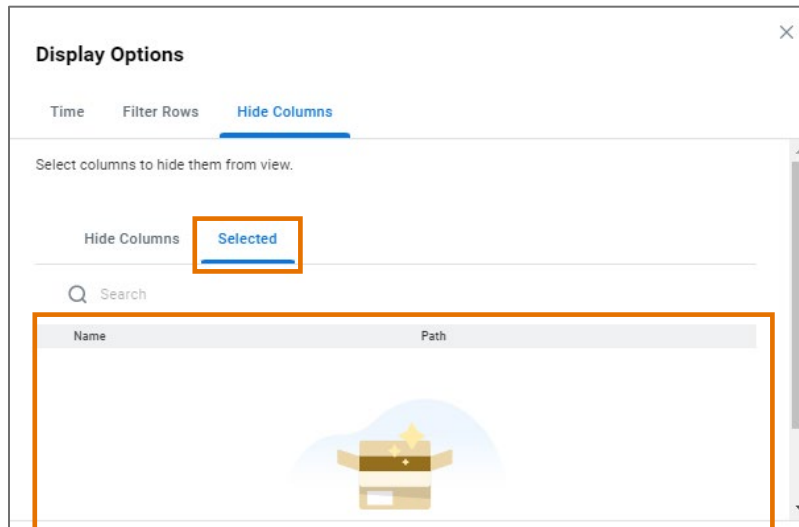 Display Options
Time Filter Rows Hide Columns
Select columns to hide them from view.
Hide Columns Selected
Search
Name Path